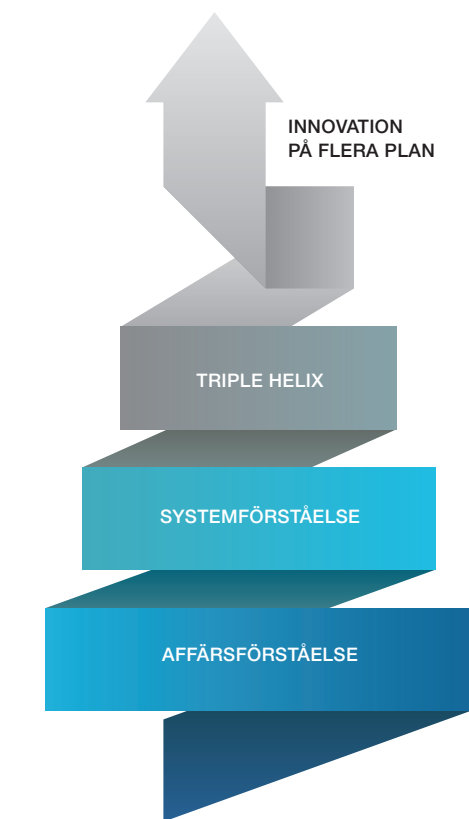 INNOVATION
PÅ FLERA PLAN
TRIPLE HELIX
SYSTEMFÖRSTÅELSE
AFFÄRSFÖRSTÅELSE